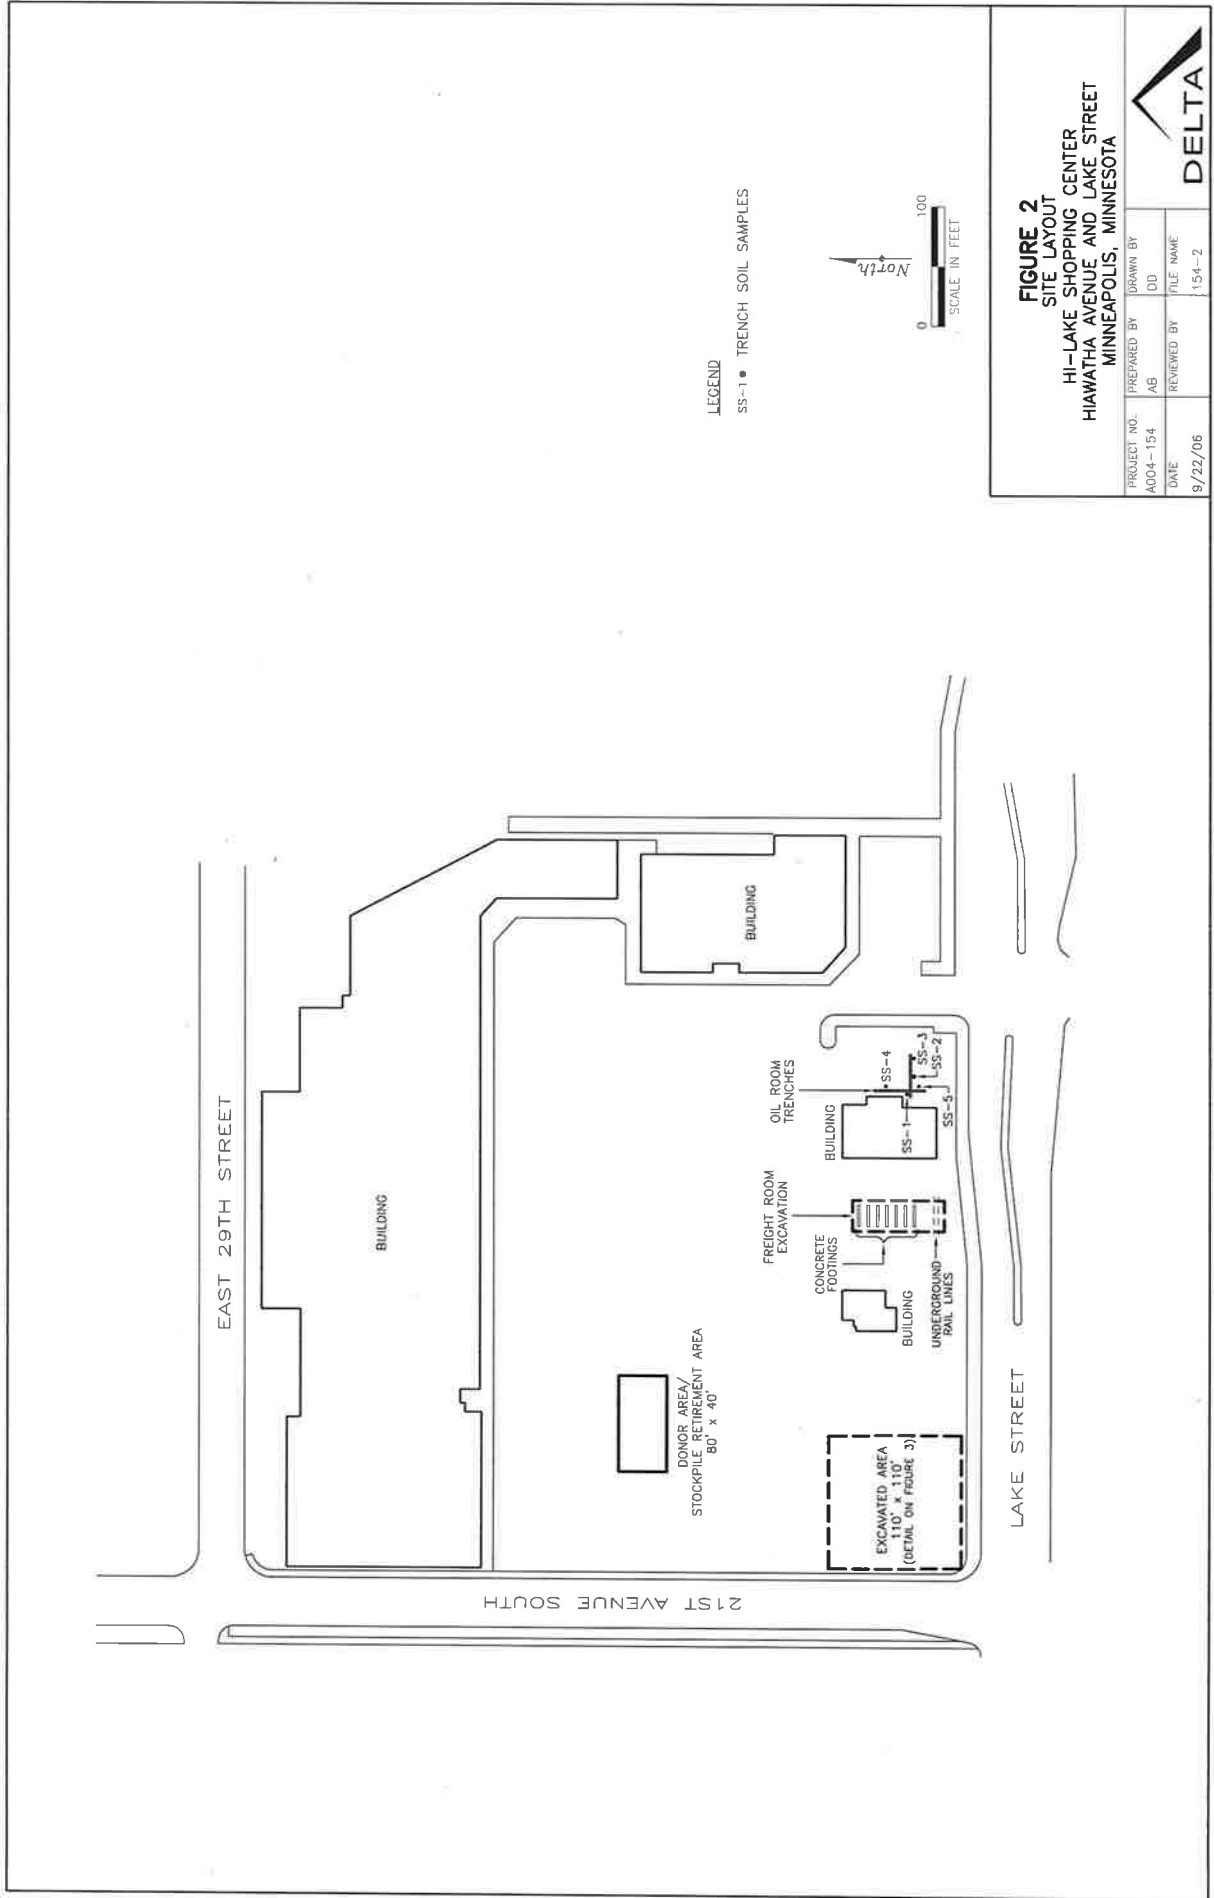 EAST 29TH STREET
BUILDING
BUILDING
21ST AVENUE SOUTH
DONOR AREA/
STOCKPILE RETIREMENT AREA
80' x 40'
EXCAVATED AREA
110' x 110'
(DETAIL ON FIGURE 3)
FREIGHT ROOM
EXCAVATION
CONCRETE
FOOTINGS
BUILDING
UNDERGROUND
RAIL LINES
OIL ROOM
TRENCHES
BUILDING
SS-1
SS-4
SS-3
SS-2
SS-5
LAKE STREET
LEGEND
SS-1 TRENCH SOIL SAMPLES
North
0 100
SCALE IN FEET
FIGURE 2
SITE LAYOUT
HI-LAKE SHOPPING CENTER
HIAWATHA AVENUE AND LAKE STREET
MINNEAPOLIS, MINNESOTA
PROJECT NO. PREPARED BY DRAWN BY
A004-154 AB DD
DATE REVIEWED BY FILE NAME
9/22/06 154-2
DELTA